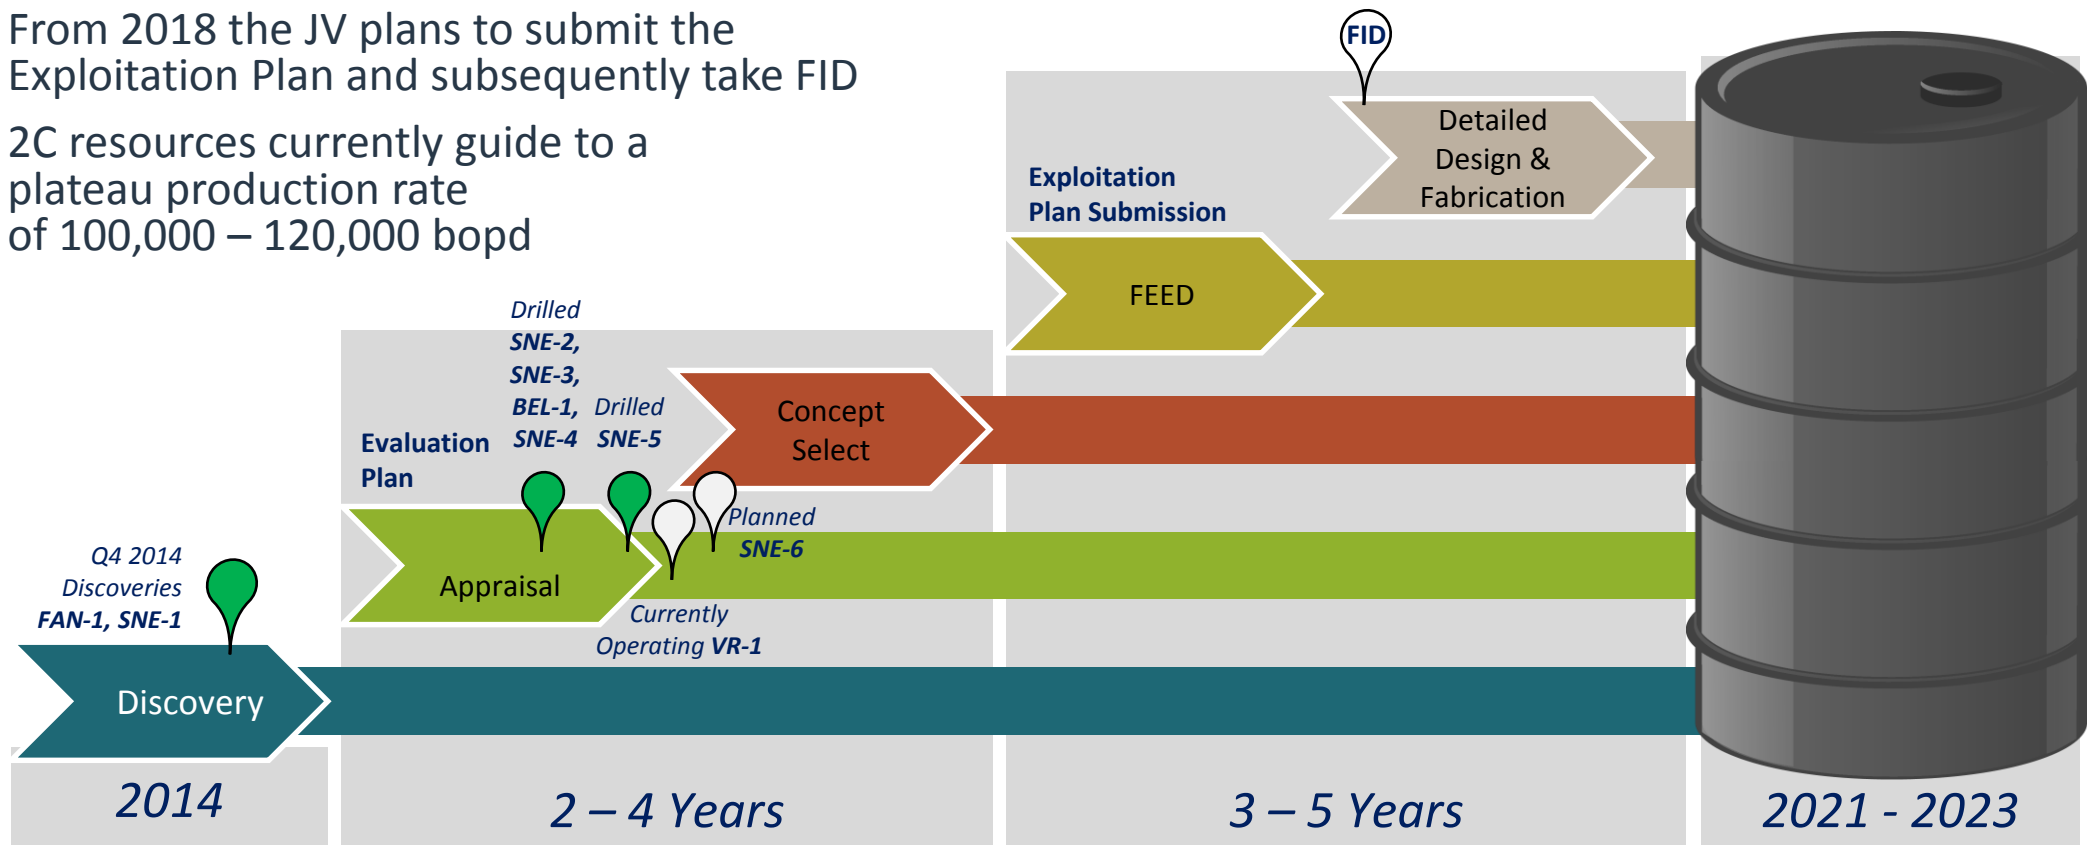 From 2018 the JV plans to submit the
Exploitation Plan and subsequently take FID
2C resources currently guide to a
plateau production rate
of 100,000 – 120,000 bopd
FID
Detailed
Design &
Fabrication
Exploitation
Plan Submission
FEED
Drilled
SNE-2,
SNE-3,
BEL-1,
SNE-4
Drilled
SNE-5
Concept
Select
Evaluation
Plan
Planned
SNE-6
Appraisal
Currently
Operating VR-1
Q4 2014
Discoveries
FAN-1, SNE-1
Discovery
2014
2 – 4 Years
3 – 5 Years
2021 - 2023